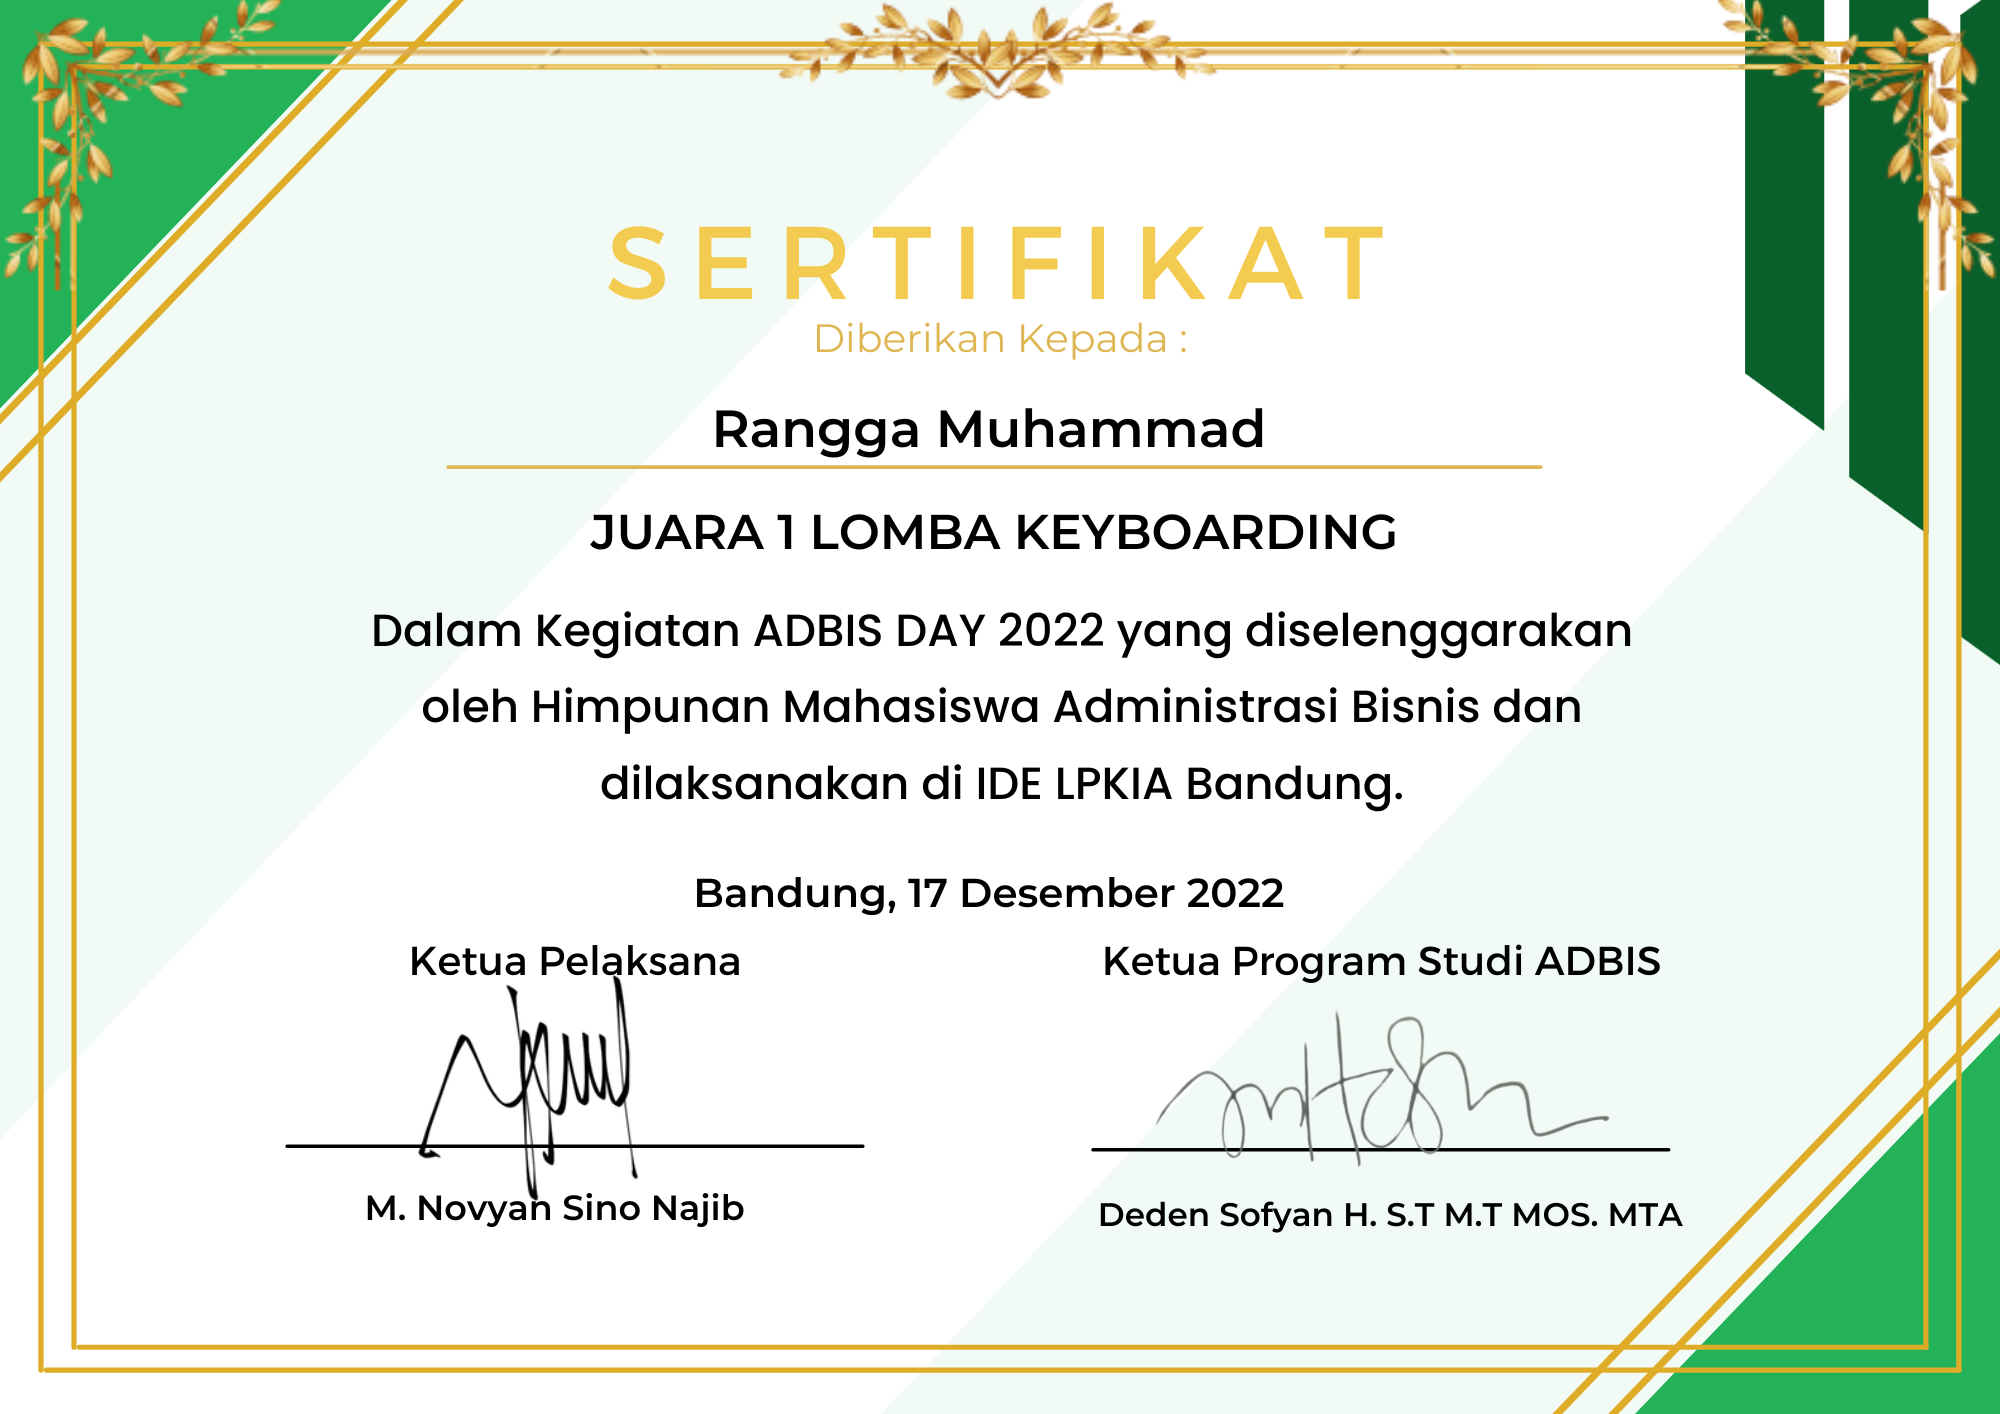 SERTIFIKAT
Diberikan Kepada :
Rangga Muhammad
JUARA 1 LOMBA KEYBOARDING
Dalam Kegiatan ADBIS DAY 2022 yang diselenggarakan
oleh Himpunan Mahasiswa Administrasi Bisnis dan
dilaksanakan di IDE LPKIA Bandung.
Bandung, 17 Desember 2022
Ketua Pelaksana
M. Novyan Sino Najib
Ketua Program Studi ADBIS
Deden Sofyan H. S.T M.T MOS. MTA